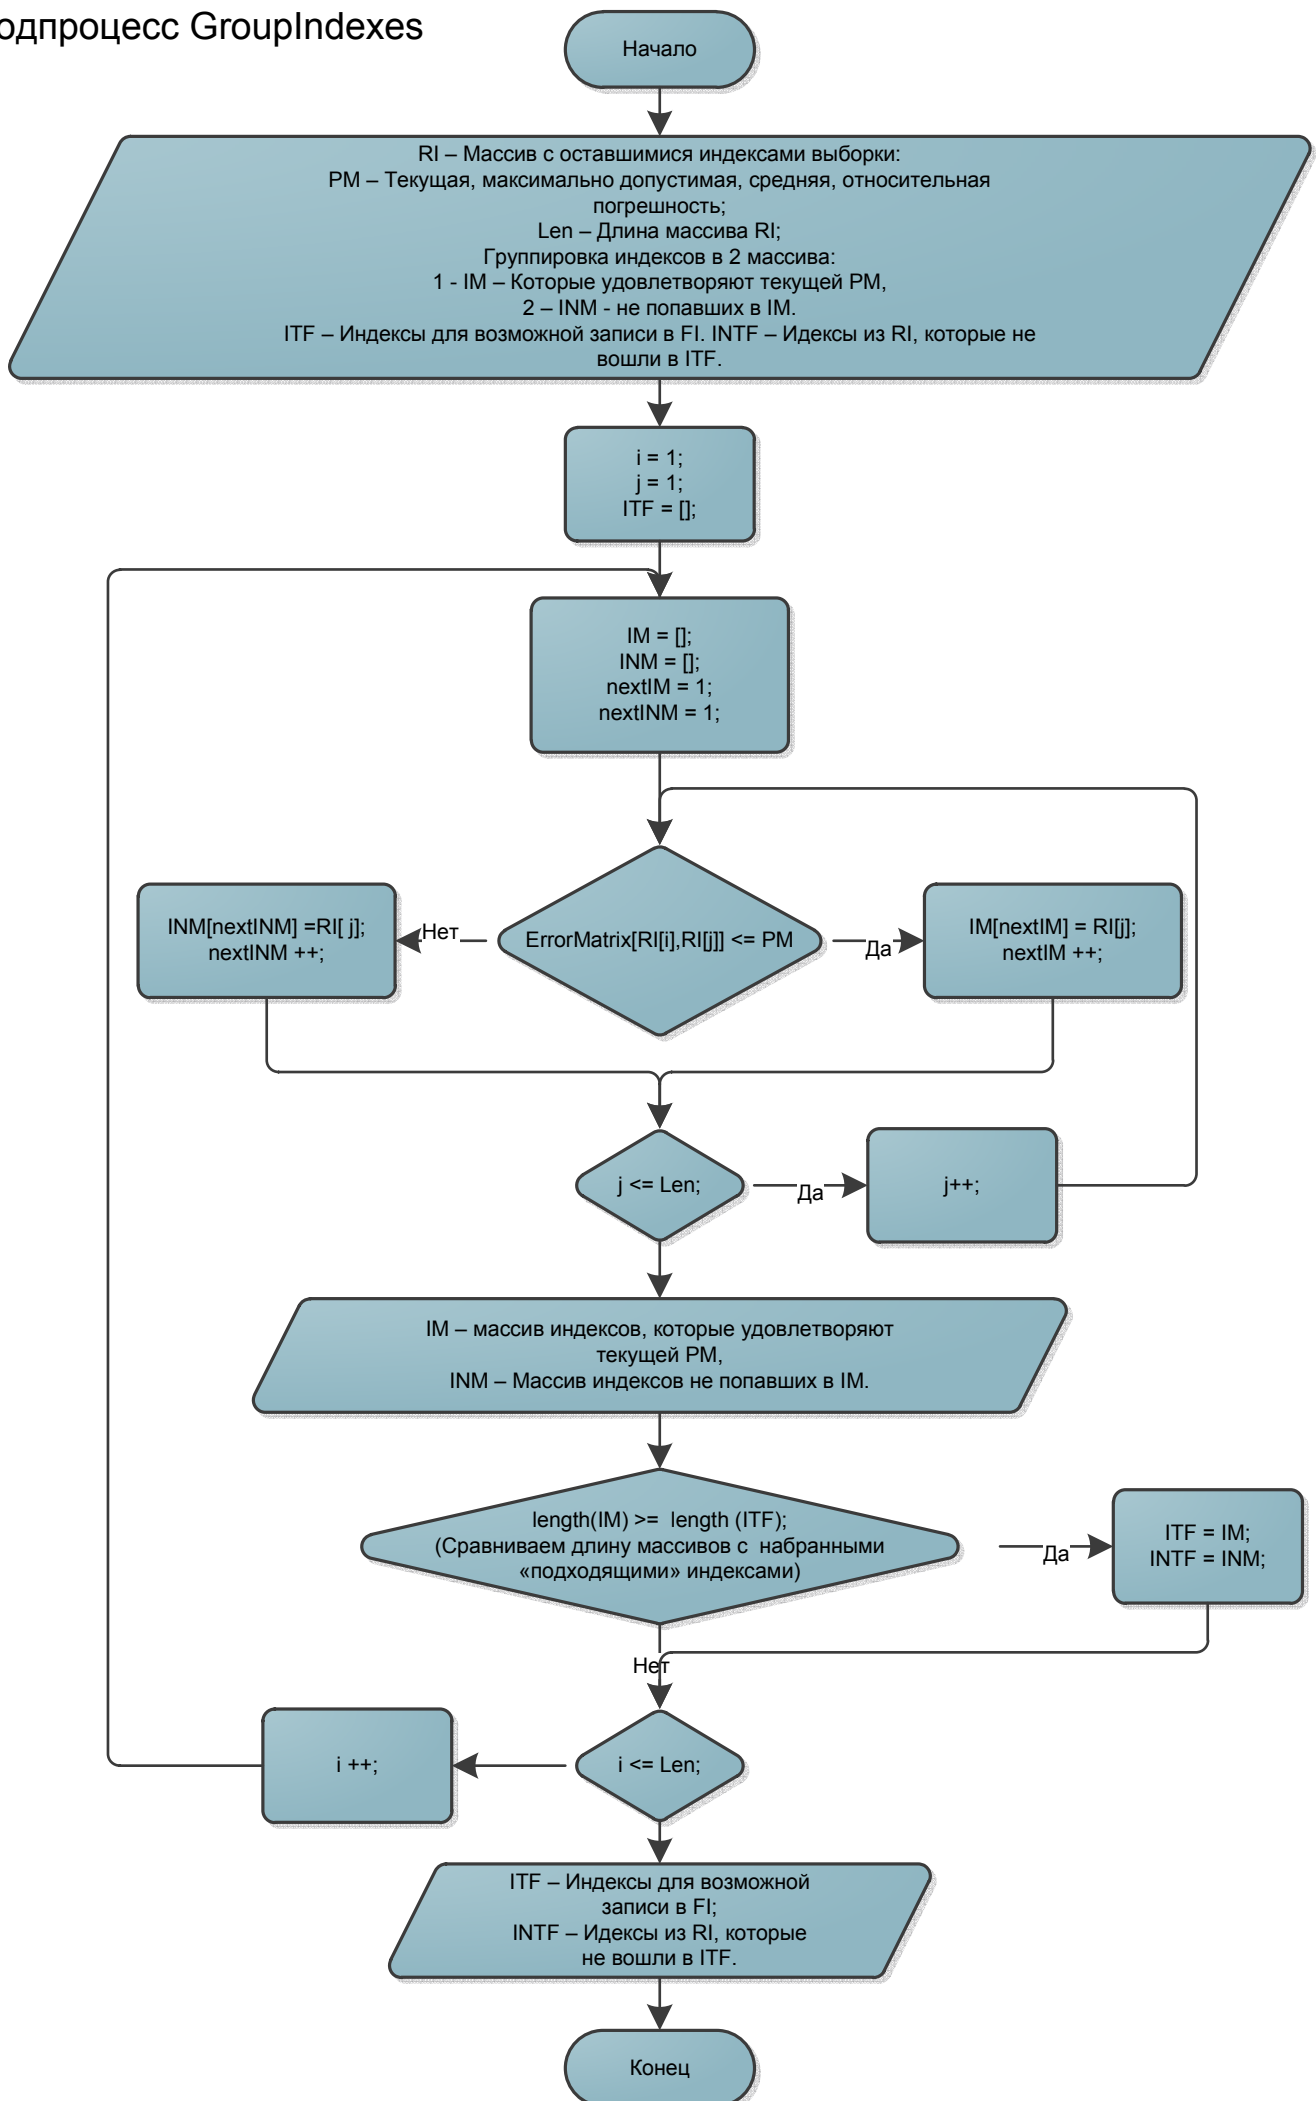 одпроцесс GroupIndexes
Начало
RI – Массив с оставшимися индексами выборки:
PM – Текущая, максимально допустимая, средняя, относительная
погрешность;
Len – Длина массива RI;
Группировка индексов в 2 массива:
1 - IM – Которые удовлетворяют текущей PM,
2 – INM - не попавших в IM.
ITF – Индексы для возможной записи в FI. INTF – Идексы из RI, которые не
вошли в ITF.
i = 1;
j = 1;
ITF = [];
IM = [];
INM = [];
nextIM = 1;
nextINM = 1;
INM[nextINM] =RI[ j];
nextINM ++;
Нет
ErrorMatrix[RI[i],RI[j]] <= PM
Да
IM[nextIM] = RI[j];
nextIM ++;
j <= Len;
Да
j++;
IM – массив индексов, которые удовлетворяют
текущей PM,
INM – Массив индексов не попавших в IM.
length(IM) >=  length (ITF);
(Сравниваем длину массивов с  набранными
«подходящими» индексами)
Да
ITF = IM;
INTF = INM;
Нет
i ++;
i <= Len;
ITF – Индексы для возможной
записи в FI;
INTF – Идексы из RI, которые
не вошли в ITF.
Конец